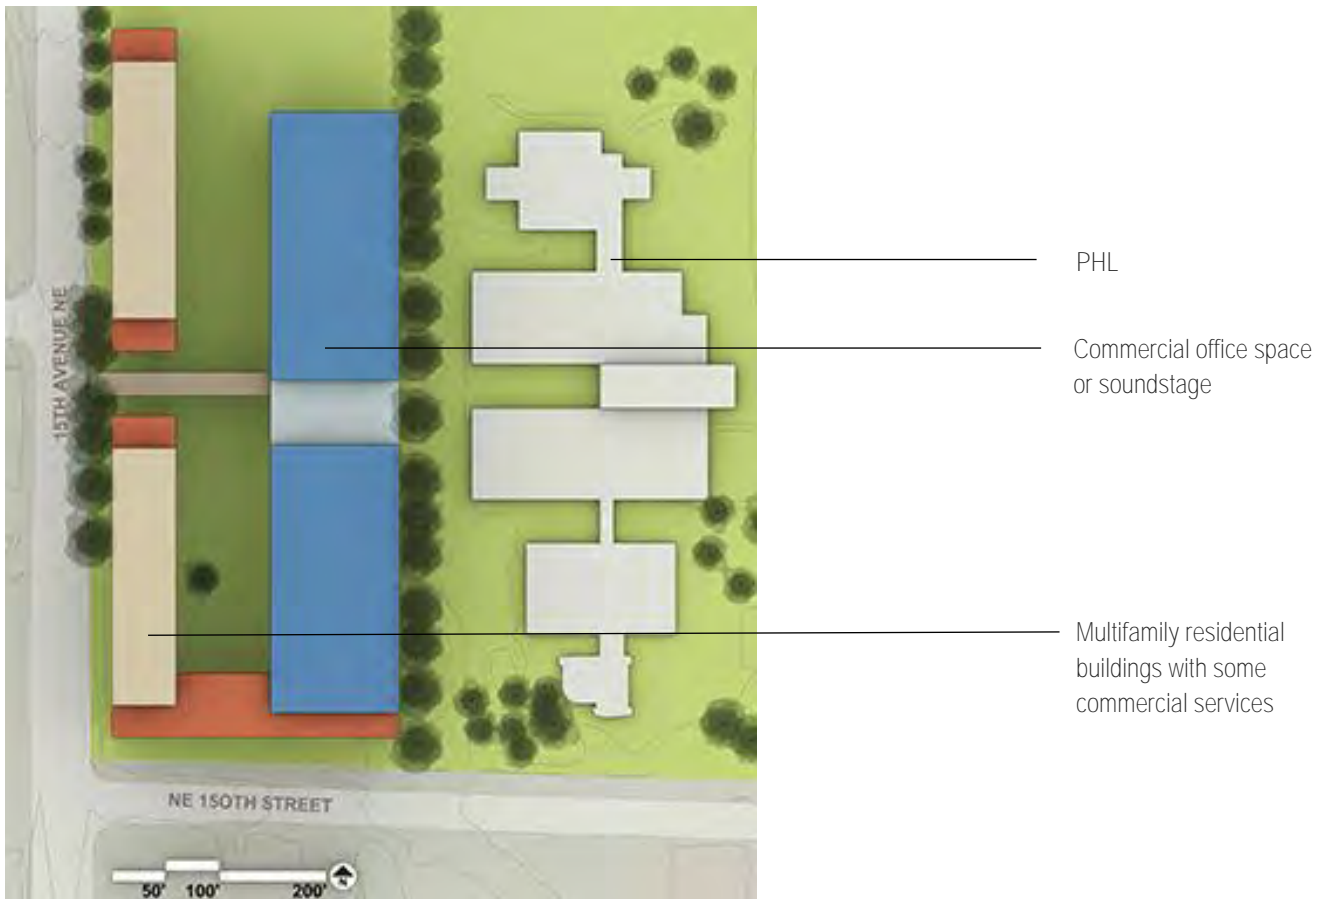 PHL
Commercial office space
or soundstage
15TH AVENUE NE
Multifamily residential
buildings with some
commercial services
NE 150TH STREET
50' 100' 200'
N